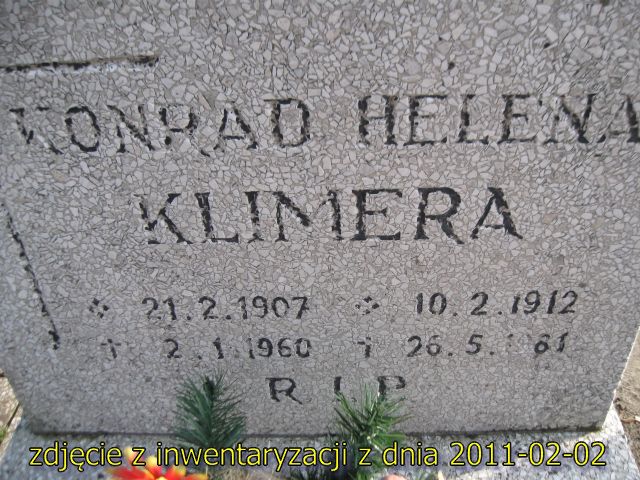 KONRAD HELENA
KLIMERA
21.2.1907 10.2.1912
† 2.1.1960 † 26.5.
R.I.P
zdjęcie z inwentaryzacji z dnia 2011-02-02